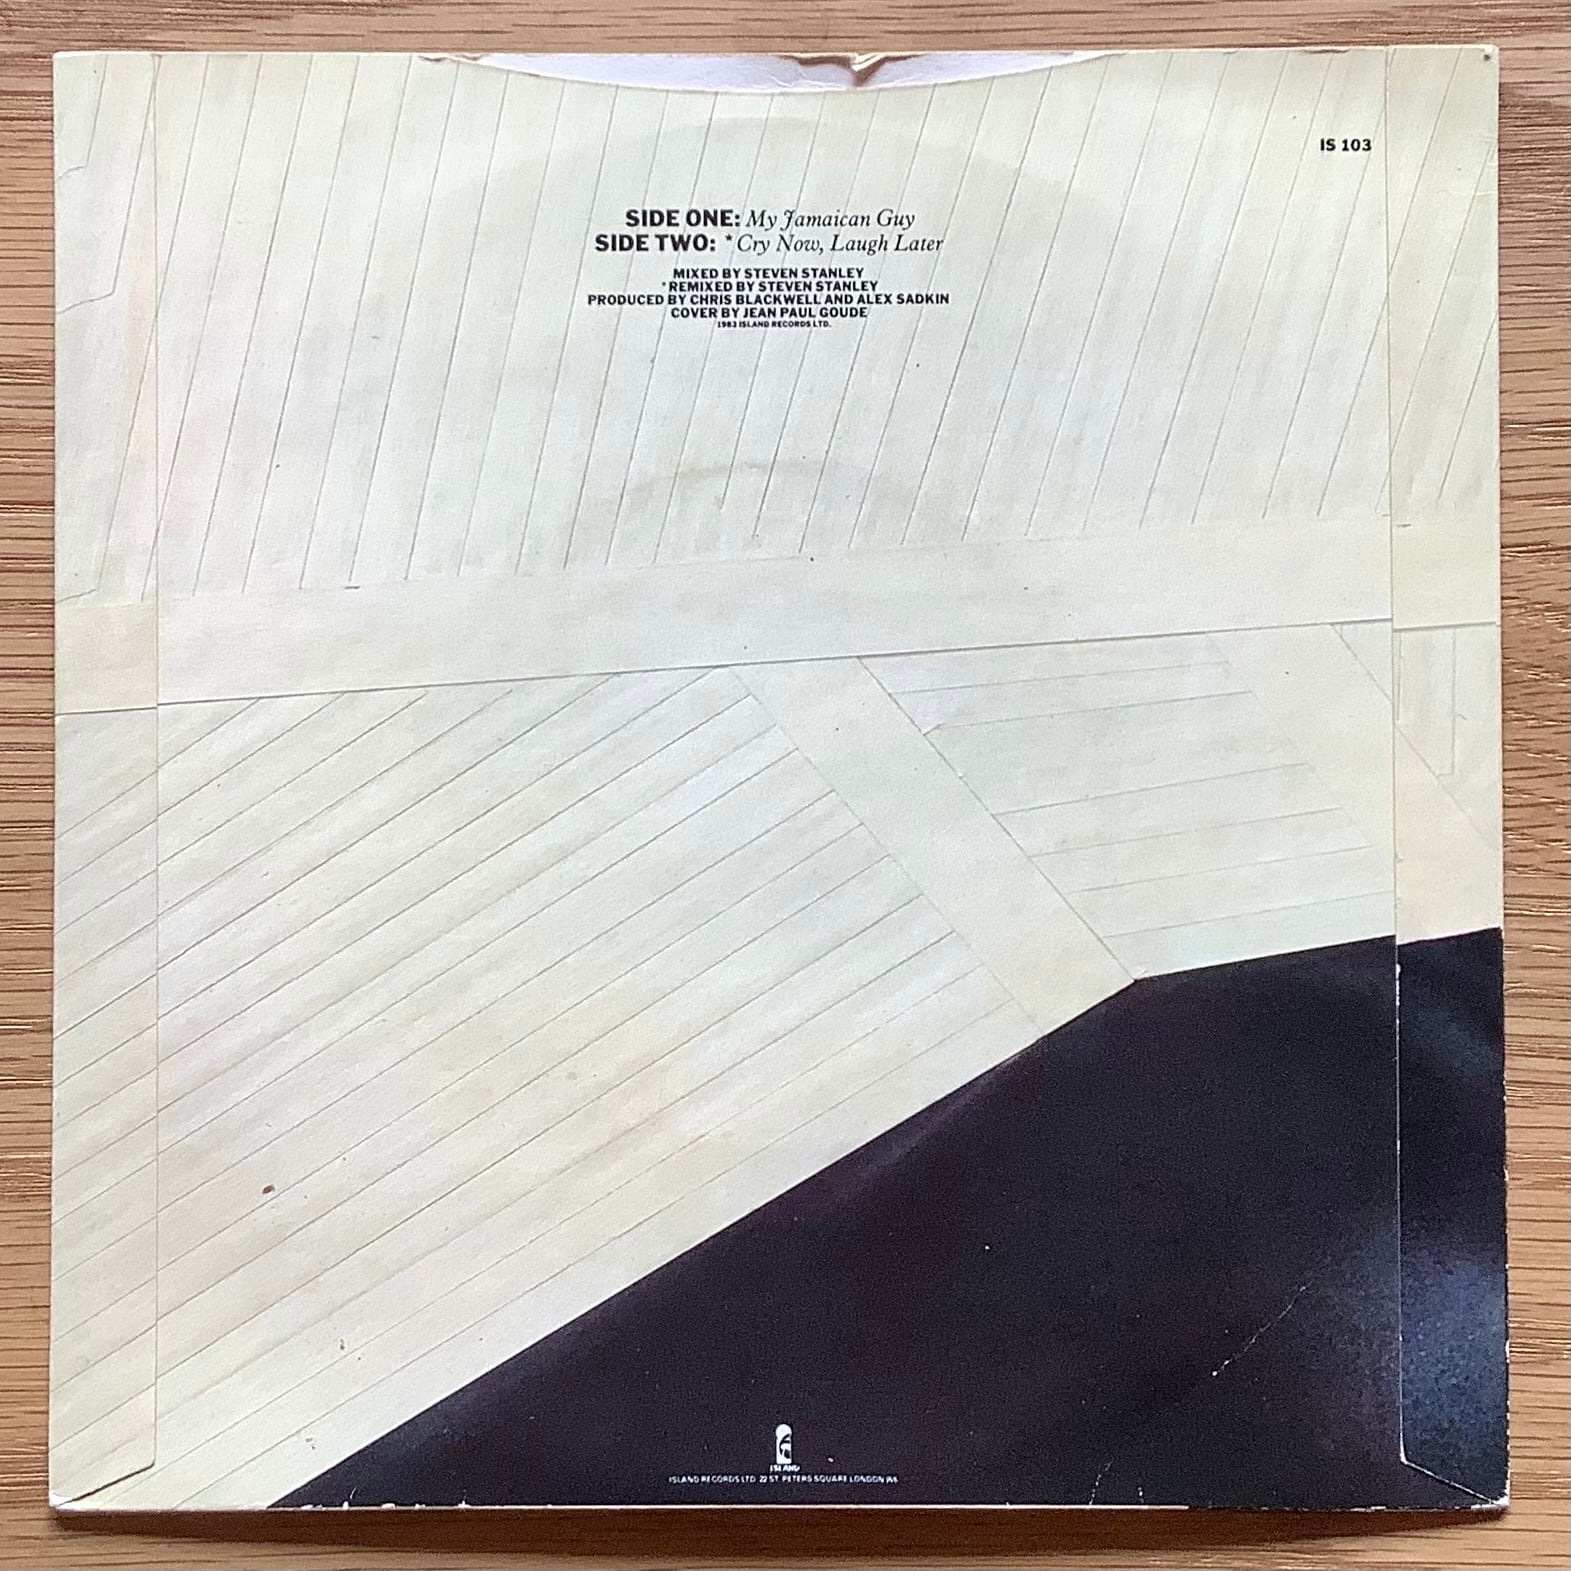 IS 103
SIDE ONE: My Jamaican Guy
SIDE TWO: *Cry Now, Laugh Later
MIXED BY STEVEN STANLEY
*REMIXED BY STEVEN STANLEY
PRODUCED BY CHRIS BLACKWELL AND ALEX SADKIN
COVER BY JEAN PAUL GOUDE
1983 ISLAND RECORDS LTD.
ISLAND
ISLAND RECORDS LTD 22 ST. PETERS SQUARE LONDON W6